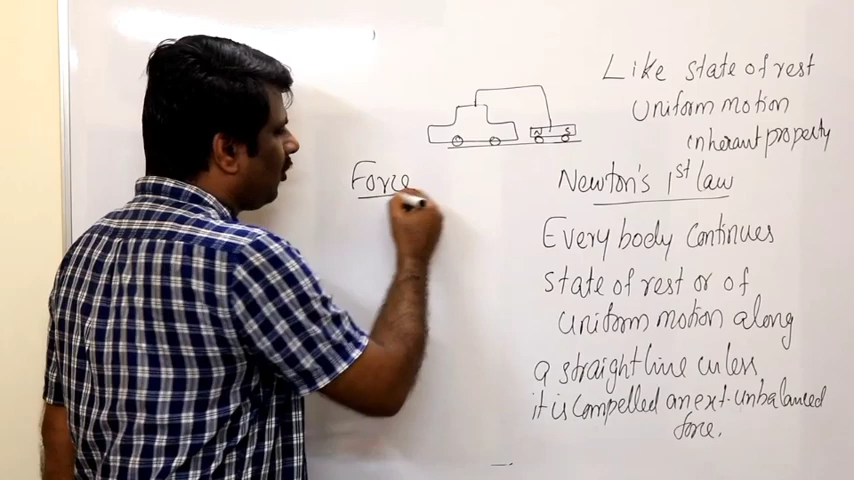 Like state of rest
uniform motion
inherant property
N S
Force
Newton's 1st law
Every body continues
state of rest or of
uniform motion along
a straight line unless
it is compelled an ext. unbalanced
force.